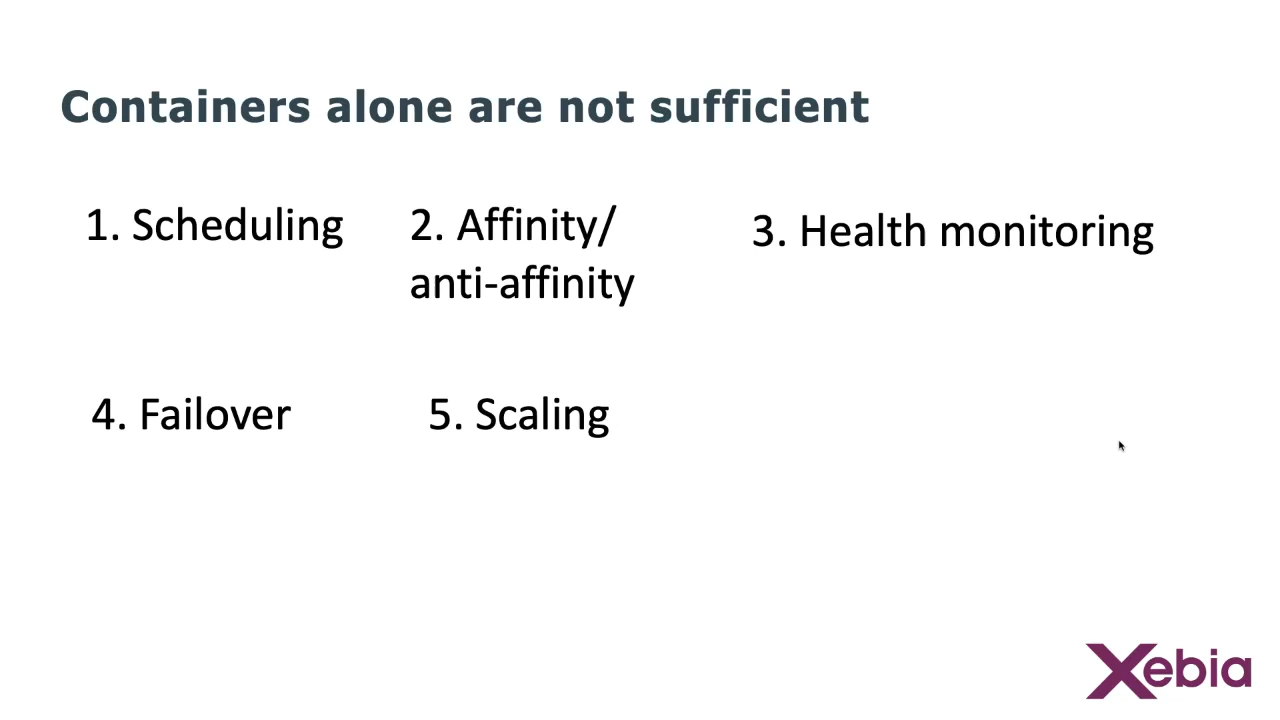 Containers alone are not sufficient
1. Scheduling
2. Affinity/
anti-affinity
3. Health monitoring
4. Failover
5. Scaling
Xebia